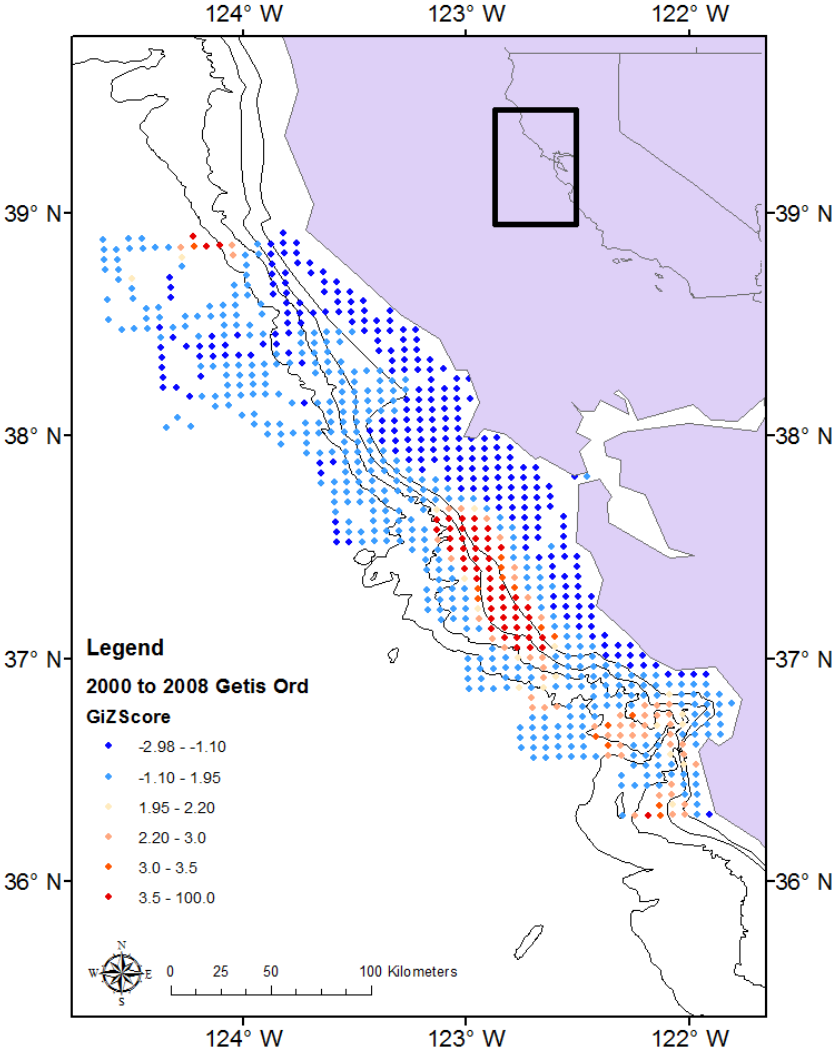 124° W 123° W 122° W
39° N 39° N
38° N 38° N
37° N 37° N
36° N 36° N
Legend
2000 to 2008 Getis Ord
GiZScore
-2.98 - -1.10
-1.10 - 1.95
1.95 - 2.20
2.20 - 3.0
3.0 - 3.5
3.5 - 100.0
N
W E
S
0 25 50 100 Kilometers
124° W 123° W 122° W